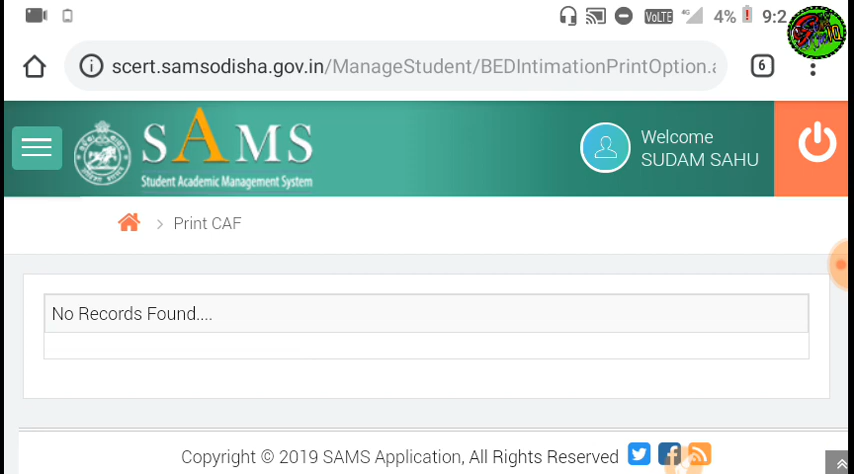 VoLTE 4G 4% 9:2
scert.samsodisha.gov.in/ManageStudent/BEDIntimationPrintOption.a
6
SAMS
Student Academic Management System
Welcome
SUDAM SAHU
> Print CAF
No Records Found....
Copyright © 2019 SAMS Application, All Rights Reserved